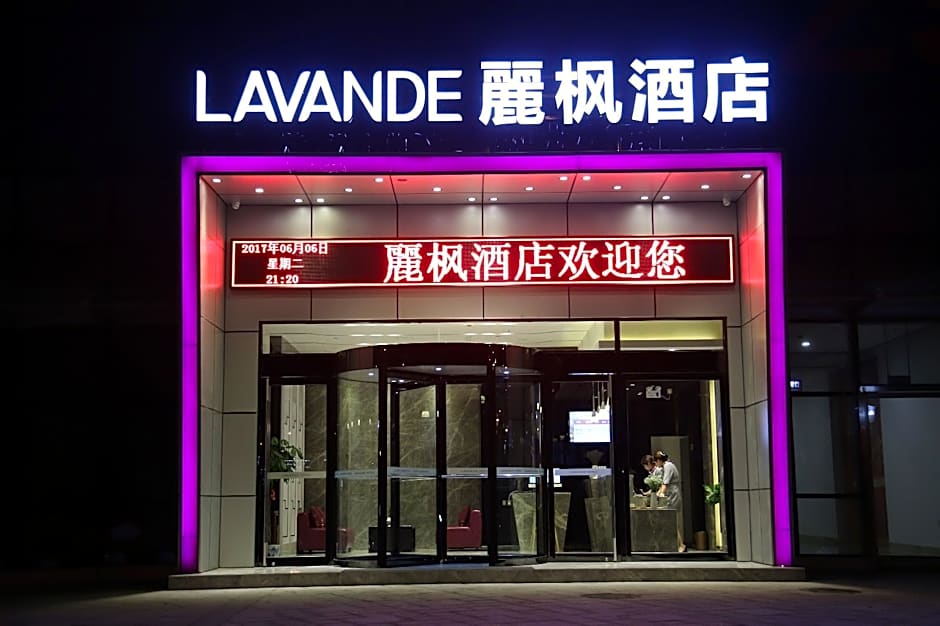 LAVANDE 麗枫酒店
2017年06月06日
星期二
21:20
麗枫酒店欢迎您